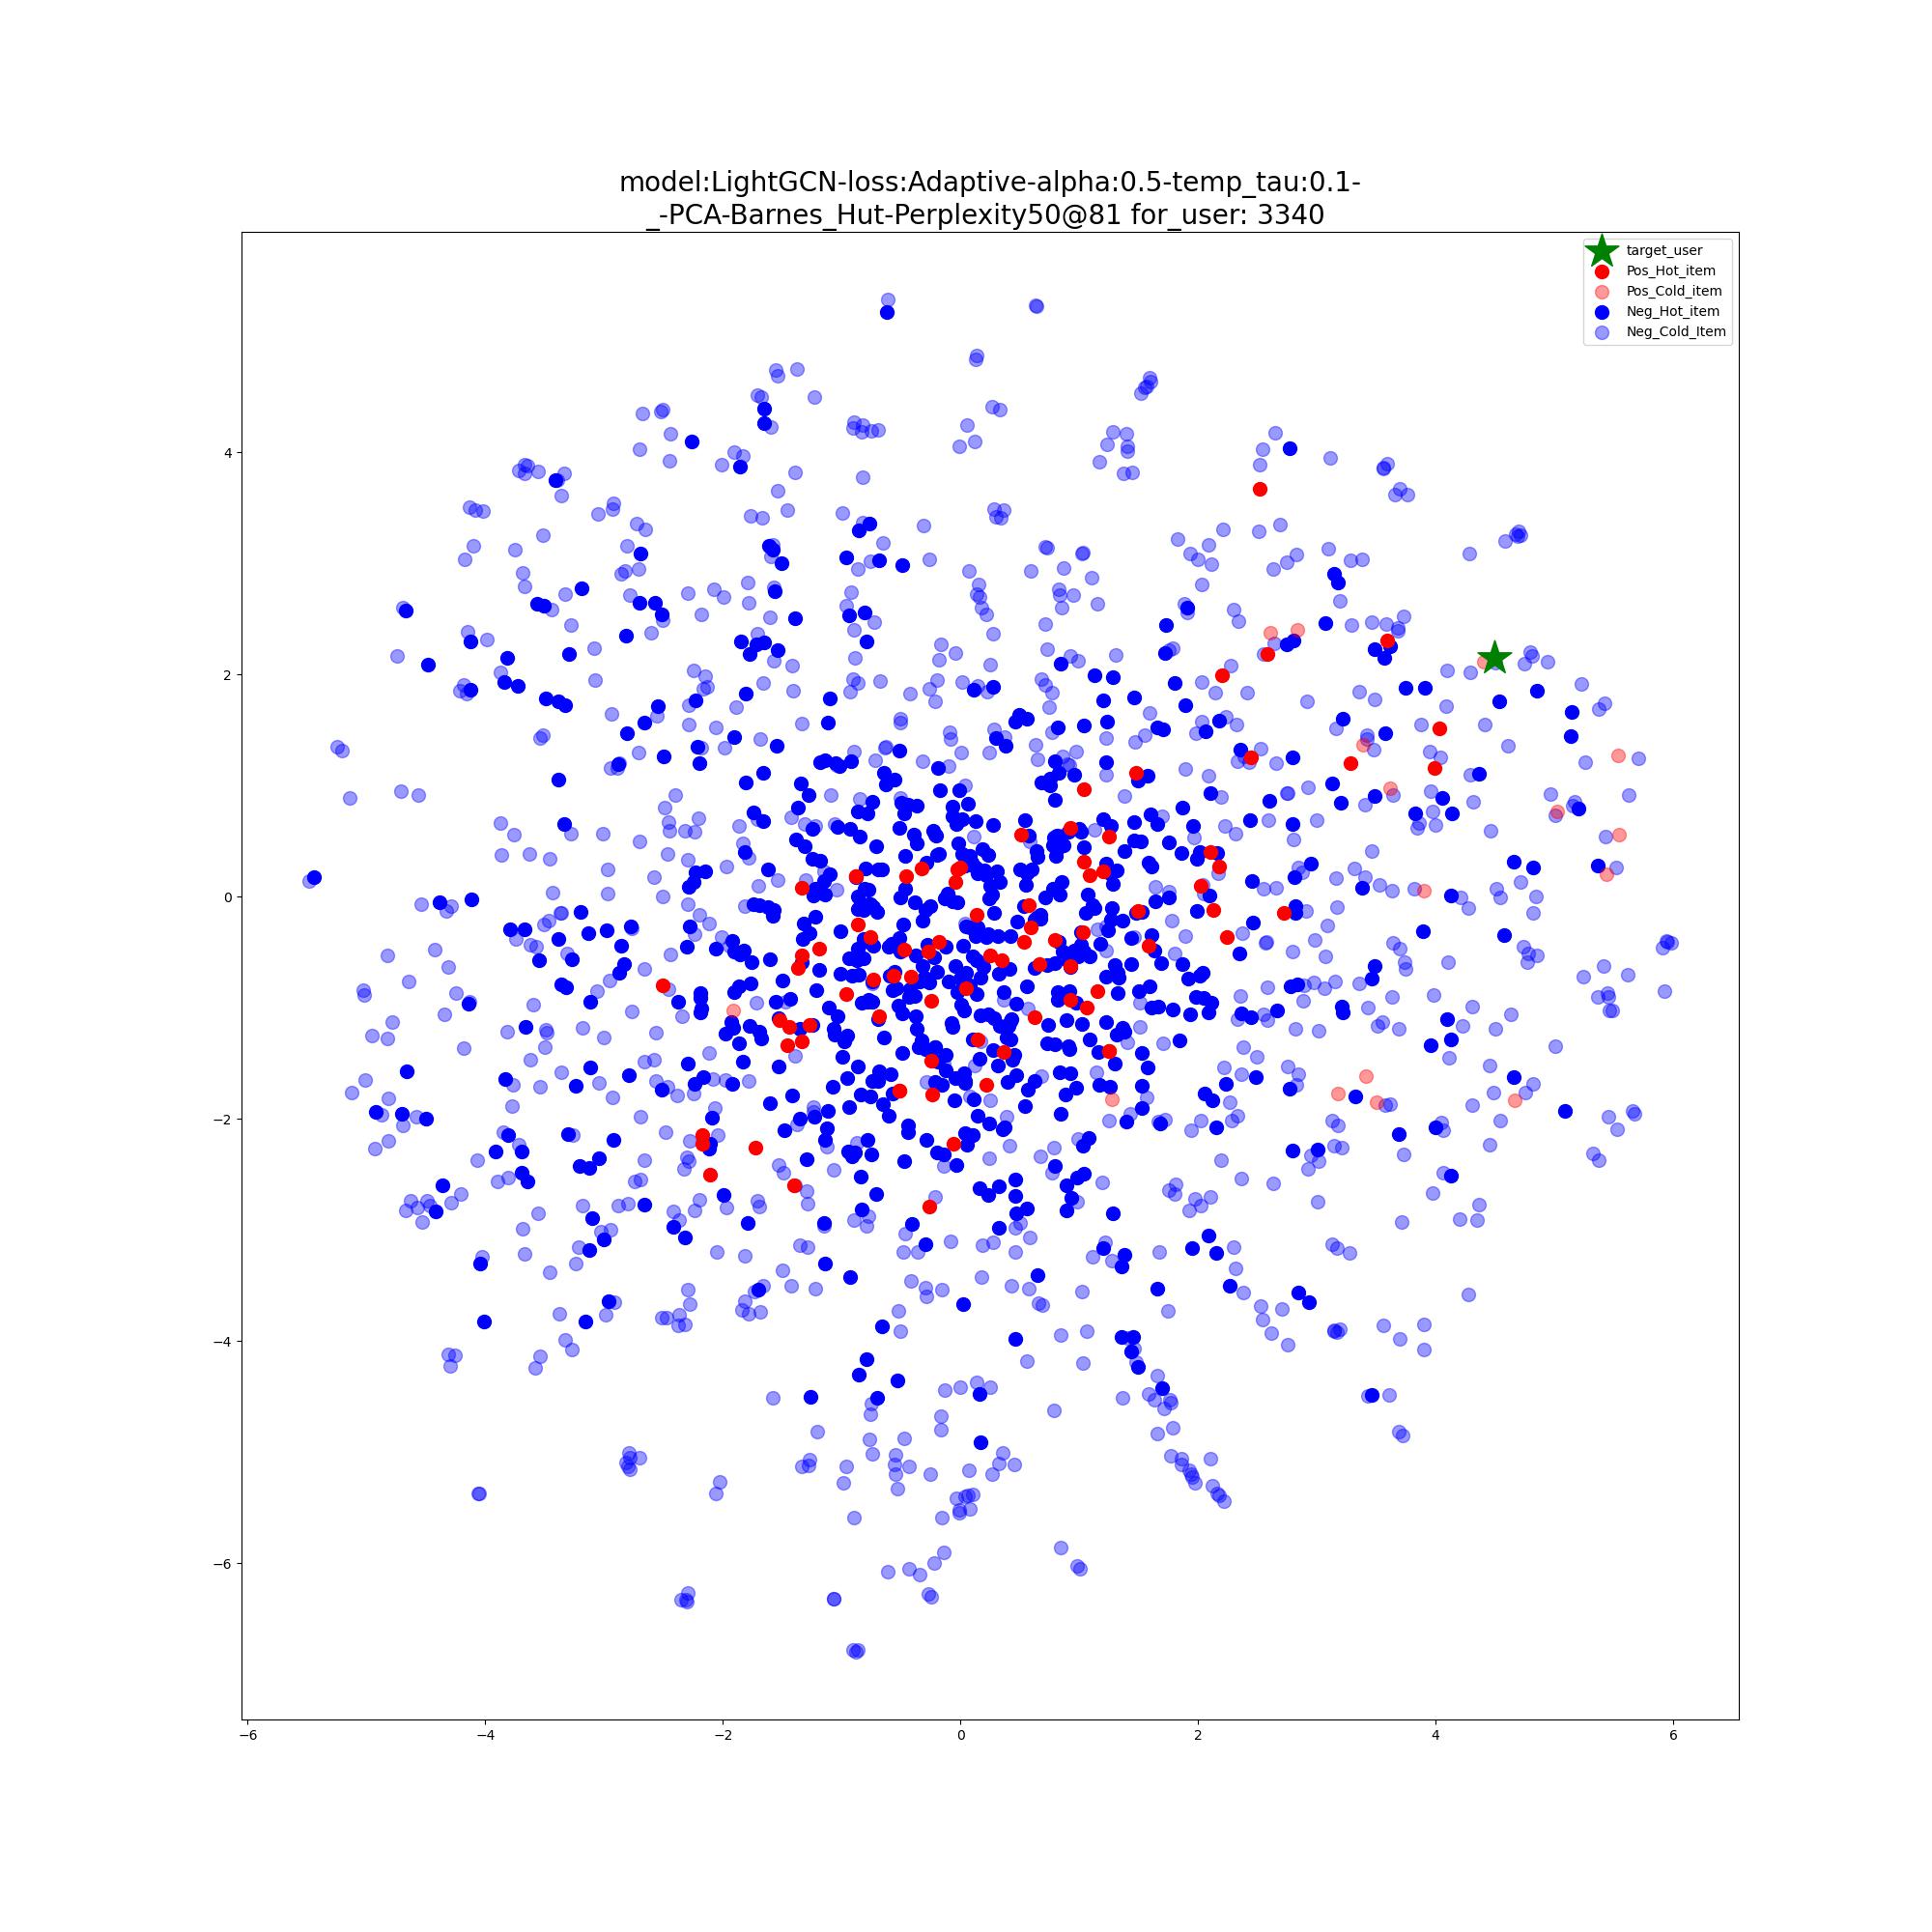 model:LightGCN-loss:Adaptive-alpha:0.5-temp_tau:0.1-
_-PCA-Barnes_Hut-Perplexity50@81 for_user: 3340
target_user
Pos_Hot_item
Pos_Cold_item
Neg_Hot_item
Neg_Cold_Item
4
2
0
−2
−4
−6
−6
−4
−2
0
2
4
6